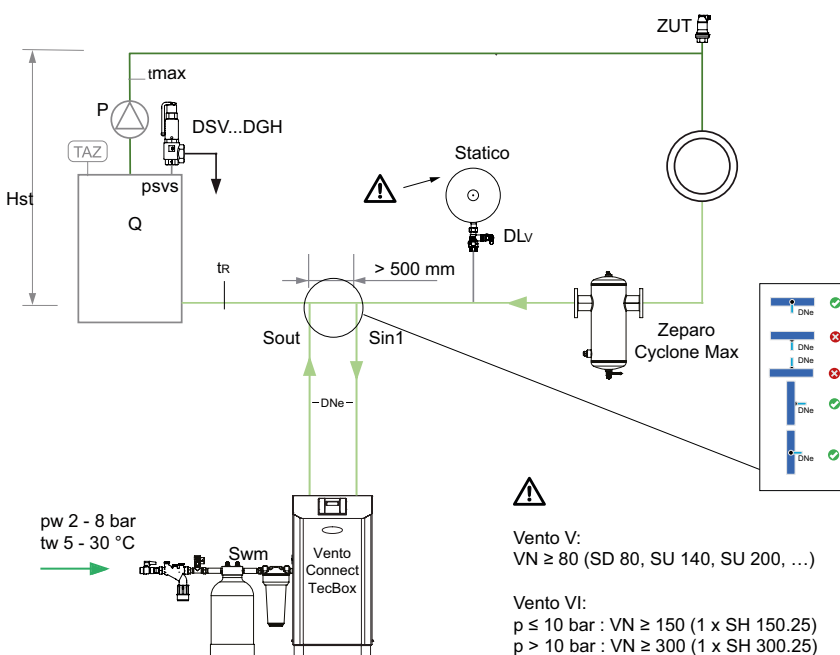 ZUT
tmax
P
DSV...DGH
TAZ
psvs
Statico
Hst
Q
DLv
tR
> 500 mm
Sout
Sin1
Zeparo
Cyclone Max
DNe
DNe
DNe
DNe
DNe
-DNe-
pw 2 - 8 bar
tw 5 - 30 °C
Swm
Vento
Connect
TecBox
Vento V:
VN ≥ 80 (SD 80, SU 140, SU 200, …)
Vento VI:
p ≤ 10 bar : VN ≥ 150 (1 x SH 150.25)
p > 10 bar : VN ≥ 300 (1 x SH 300.25)